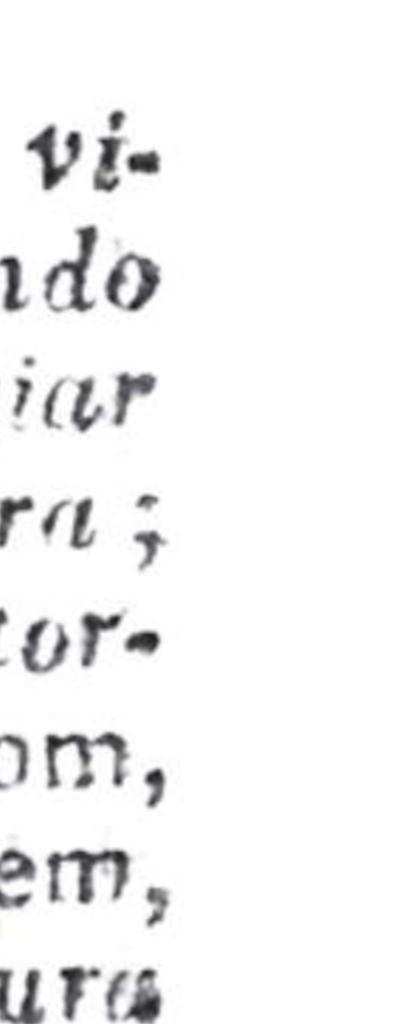 vi-
ndo
iar
ra ;
tor-
om,
em,
ura